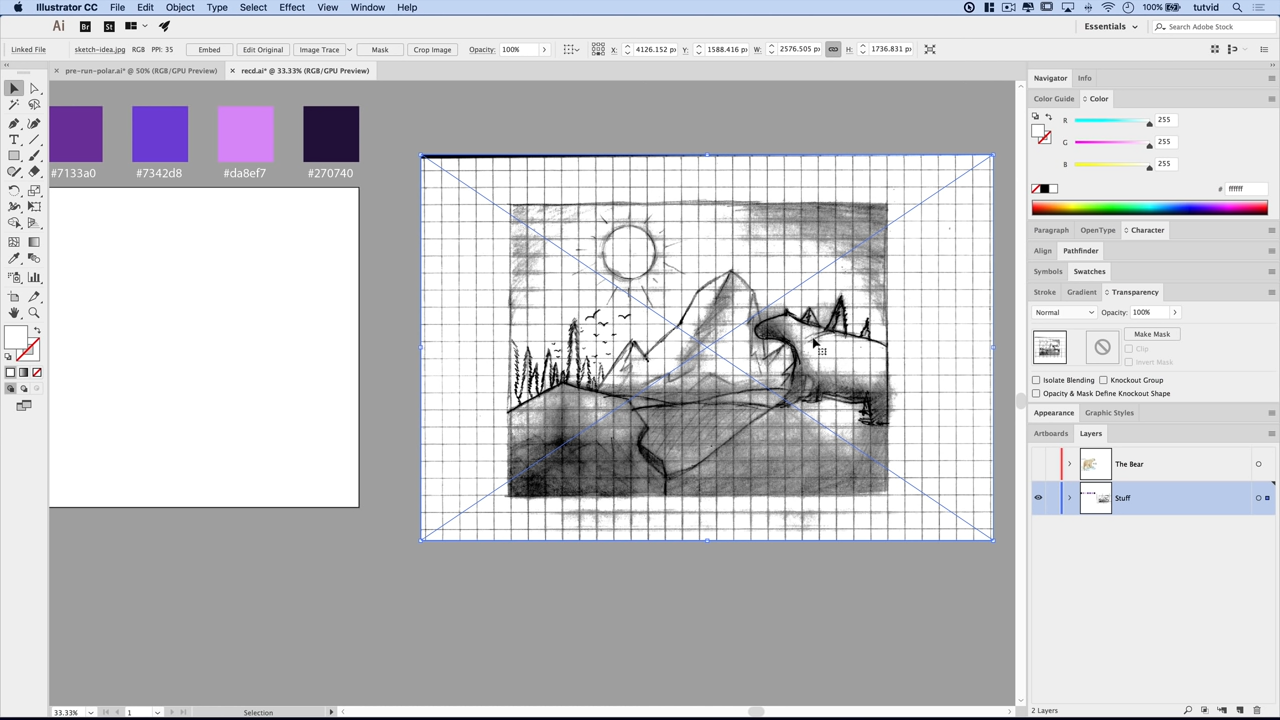 Illustrator CC File Edit Object Type Select Effect View Window Help 100% tutvid
Ai Br St Essentials Search Adobe Stock
Linked File sketch-idea.jpg RGB PPI: 35 Embed Edit Original Image Trace Mask Crop Image Opacity: 100% X: 4126.152 p Y: 1588.416 p W: 2576.505 p H: 1736.831 p
× pre-run-polar.ai* @ 50% (RGB/GPU Preview) × recd.ai* @ 33.33% (RGB/GPU Preview)
#7133a0 #7342d8 #da8ef7 #270740
Navigator Info
Color Guide Color
R 255
G 255
B 255
# ffffff
Paragraph OpenType Character
Align Pathfinder
Symbols Swatches
Stroke Gradient Transparency
Normal Opacity: 100%
Make Mask
Clip
Invert Mask
Isolate Blending Knockout Group
Opacity & Mask Define Knockout Shape
Appearance Graphic Styles
Artboards Layers
The Bear
Stuff
33.33% 1 Selection 2 Layers